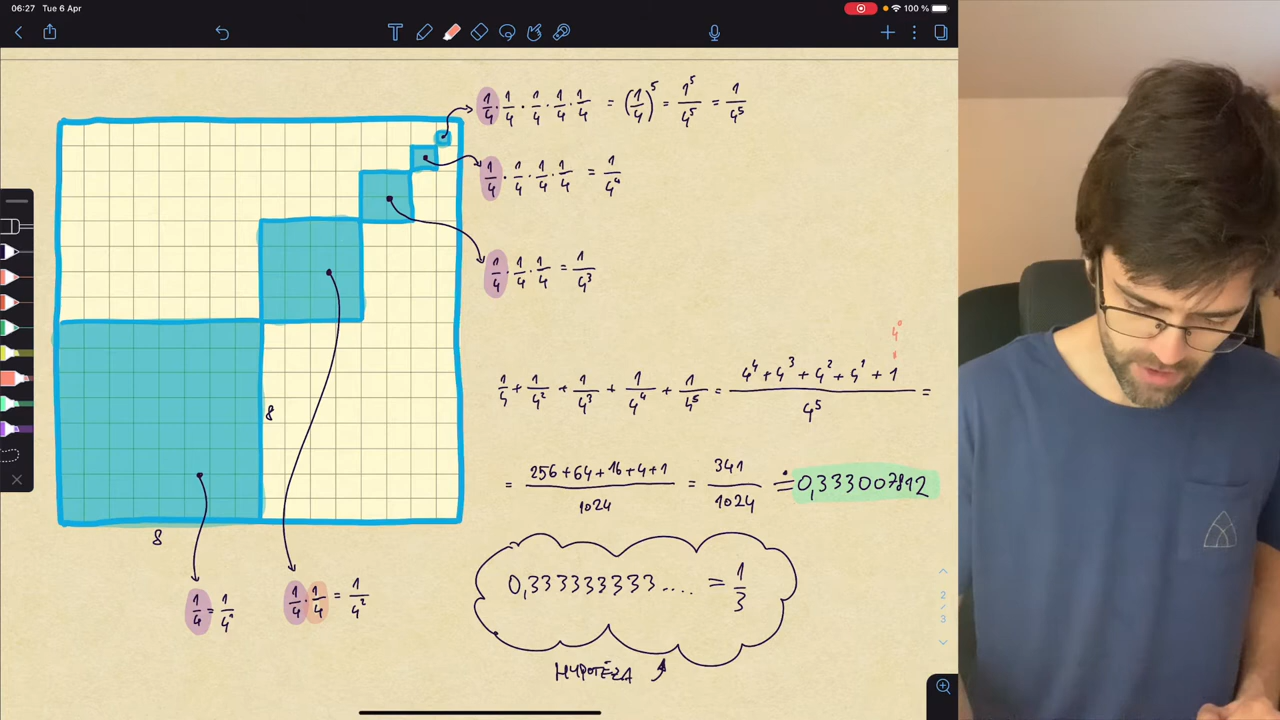 06:27 Tue 6 Apr
100 %
1/4 · 1/4 · 1/4 · 1/4 · 1/4 = (1/4)^5 = 1^5/4^5 = 1/4^5
1/4 · 1/4 · 1/4 · 1/4 = 1/4^4
1/4 · 1/4 · 1/4 = 1/4^3
4^0
1/4 + 1/4^2 + 1/4^3 + 1/4^4 + 1/4^5 = (4^4 + 4^3 + 4^2 + 4^1 + 1)/4^5 =
8
= (256+64+16+4+1)/1024 = 341/1024 ≐ 0,333007812
8
0,333333333.... = 1/3
1/4 = 1/4^1
1/4 · 1/4 = 1/4^2
HYPOTÉZA
2 / 3